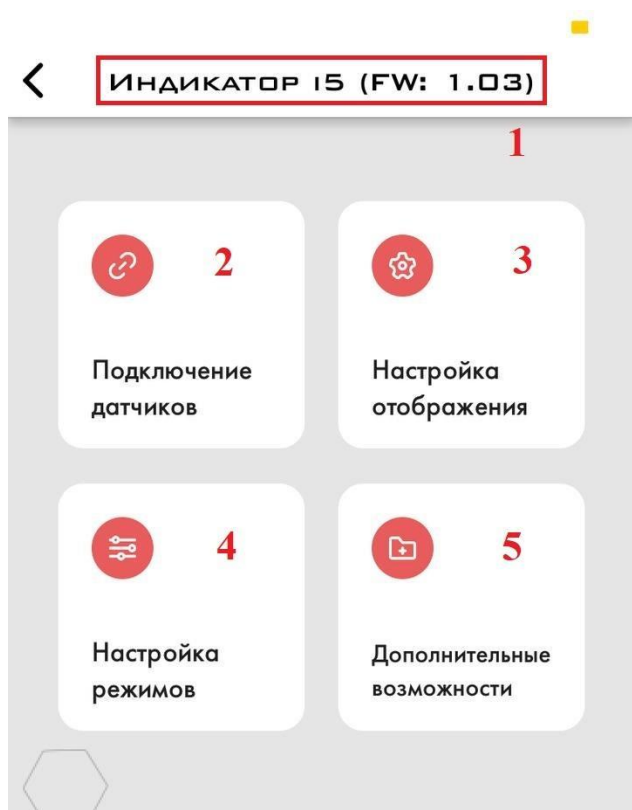 Индикатор i5 (FW: 1.03)
1
2
3
Подключение
датчиков
Настройка
отображения
4
5
Настройка
режимов
Дополнительные
возможности